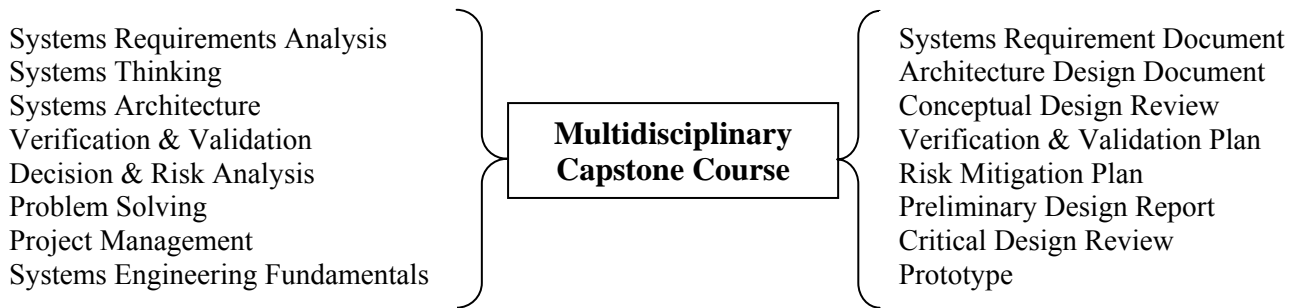 Systems Requirements Analysis
Systems Thinking
Systems Architecture
Verification & Validation
Decision & Risk Analysis
Problem Solving
Project Management
Systems Engineering Fundamentals
Multidisciplinary
Capstone Course
Systems Requirement Document
Architecture Design Document
Conceptual Design Review
Verification & Validation Plan
Risk Mitigation Plan
Preliminary Design Report
Critical Design Review
Prototype